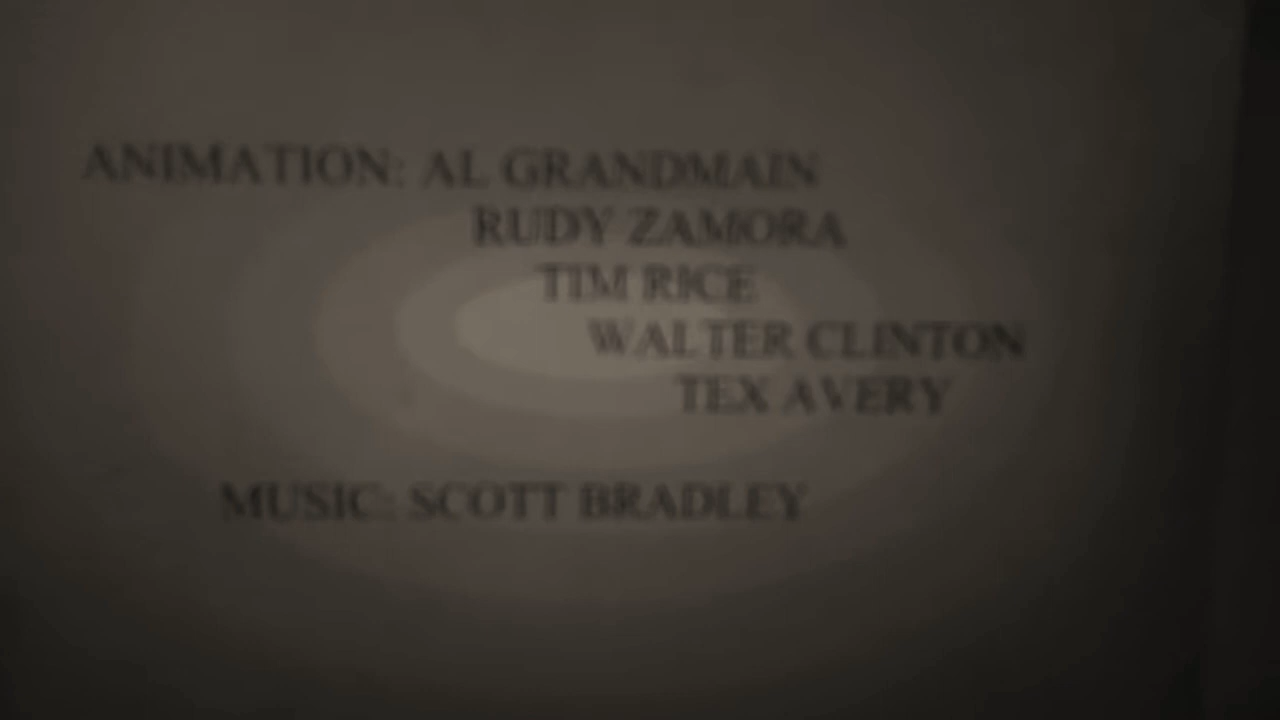 ANIMATION: AL GRANDMAIN
RUDY ZAMORA
TIM RICE
WALTER CLINTON
TEX AVERY
MUSIC: SCOTT BRADLEY